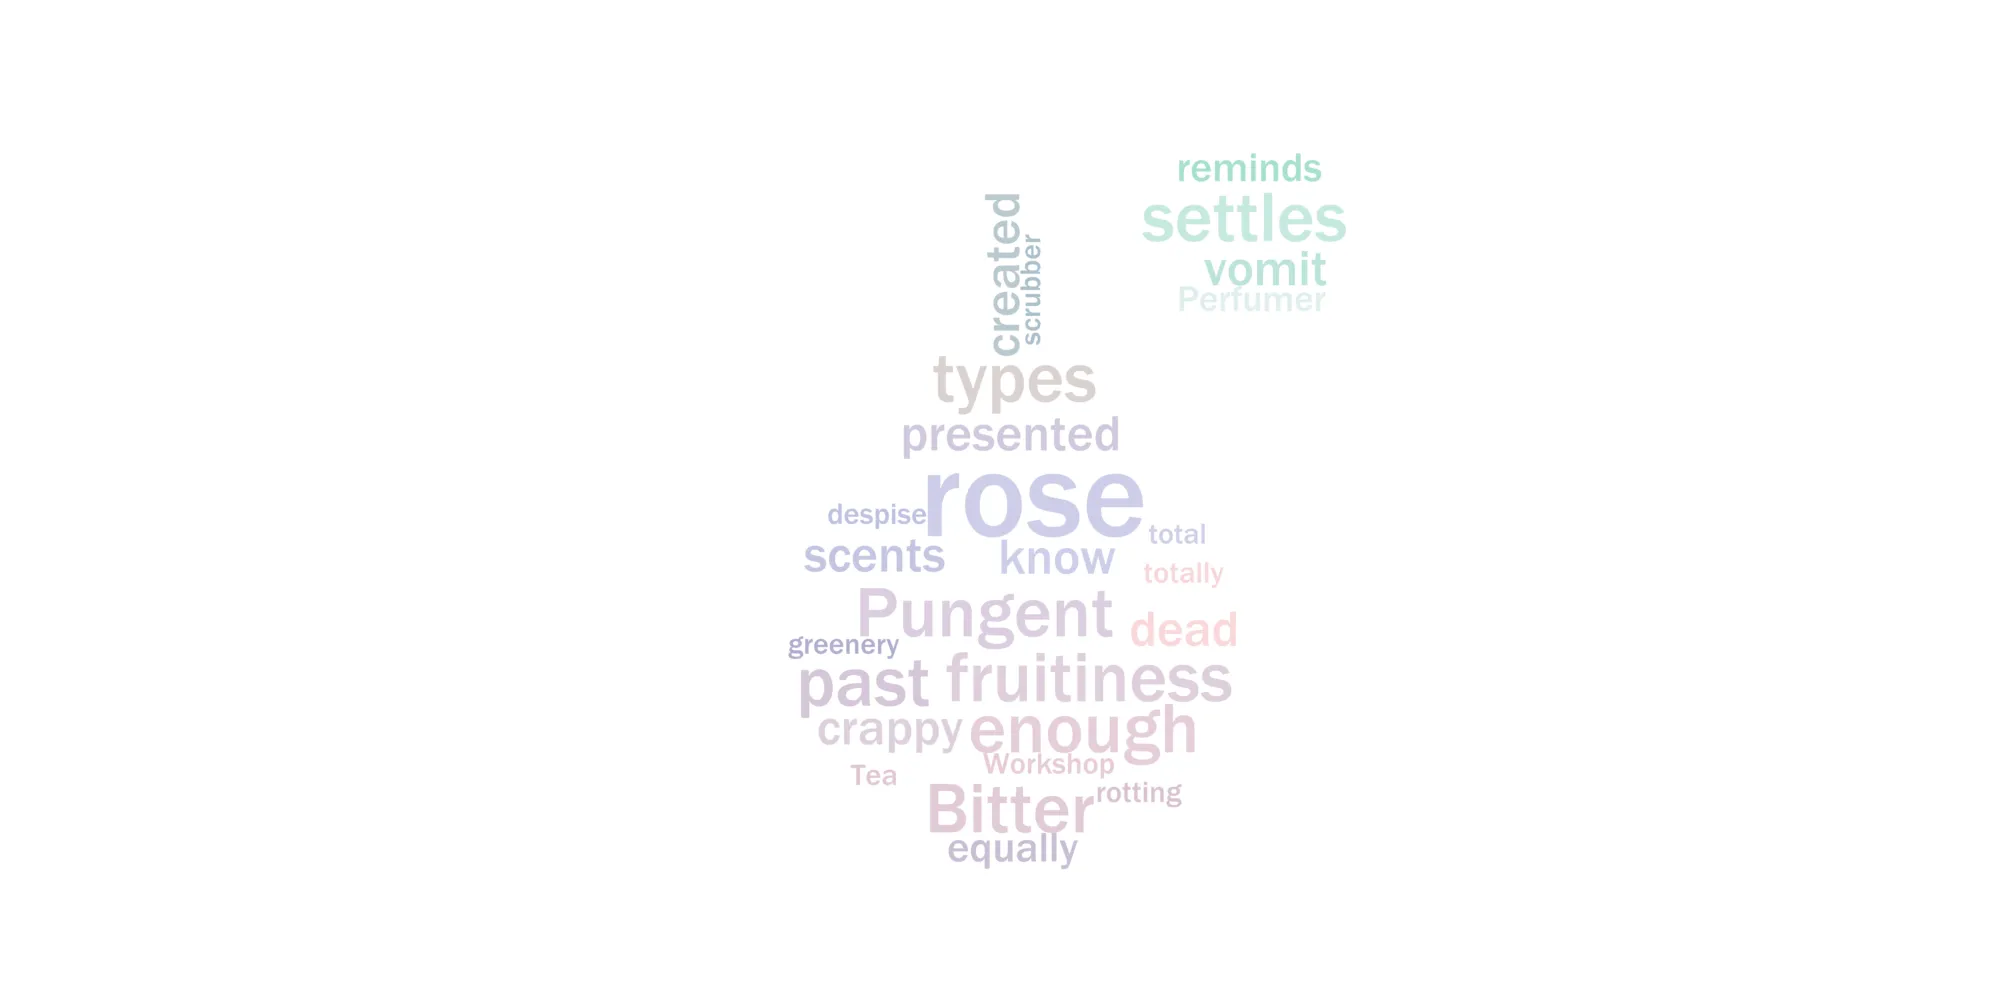 reminds
settles
vomit
Perfumer
created
scrubber
types
presented
rose
despise
total
scents
know
totally
Pungent
dead
greenery
past
fruitiness
crappy
enough
Workshop
Tea
rotting
Bitter
equally